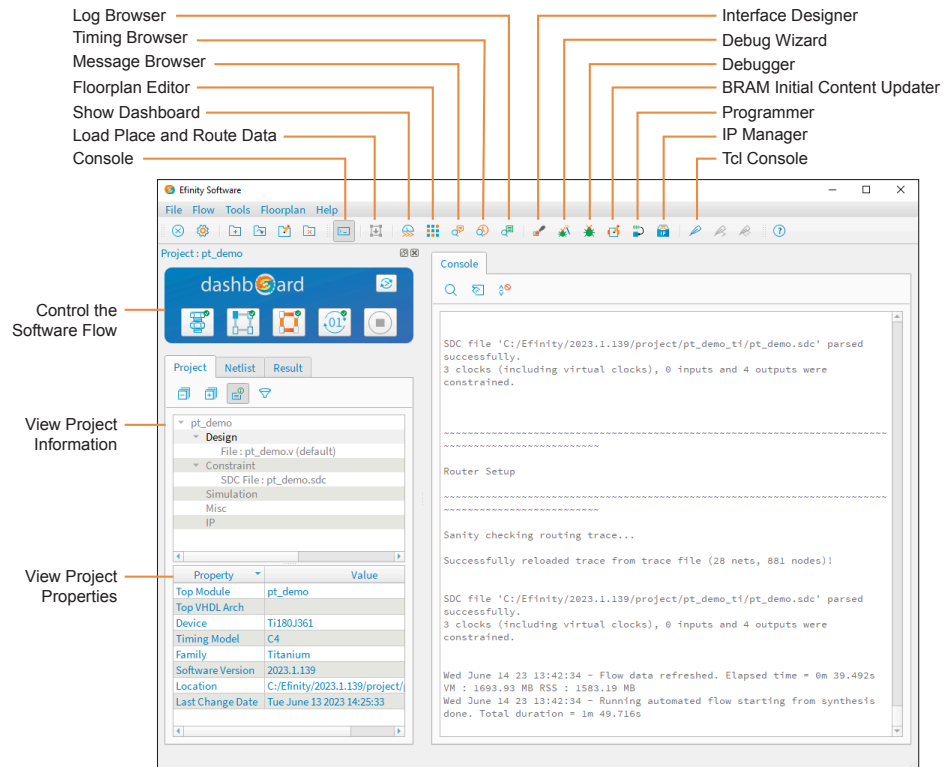 Log Browser
Timing Browser
Message Browser
Floorplan Editor
Show Dashboard
Load Place and Route Data
Console
Interface Designer
Debug Wizard
Debugger
BRAM Initial Content Updater
Programmer
IP Manager
Tcl Console
Control the
Software Flow
View Project
Information
View Project
Properties
Efinity Software
File Flow Tools Floorplan Help
IP
Project : pt_demo
dashboard
01
Project Netlist Result
pt_demo
Design
File : pt_demo.v (default)
Constraint
SDC File : pt_demo.sdc
Simulation
Misc
IP
Property Value
Top Module pt_demo
Top VHDL Arch
Device Ti180J361
Timing Model C4
Family Titanium
Software Version 2023.1.139
Location C:/Efinity/2023.1.139/project/
Last Change Date Tue June 13 2023 14:25:33
Console
SDC file 'C:/Efinity/2023.1.139/project/pt_demo_ti/pt_demo.sdc' parsed
successfully.
3 clocks (including virtual clocks), 0 inputs and 4 outputs were
constrained.
~~~~~~~~~~~~~~~~~~~~~~~~~~~~~~~~~~~~~~~~~~~~~~~~~~~~~~~~~~~~~~~~~~~~~~
~~~~~~~~~~~~~~~~~~~~~~~~~
Router Setup
~~~~~~~~~~~~~~~~~~~~~~~~~~~~~~~~~~~~~~~~~~~~~~~~~~~~~~~~~~~~~~~~~~~~~~
~~~~~~~~~~~~~~~~~~~~~~~~~
Sanity checking routing trace...
Successfully reloaded trace from trace file (28 nets, 881 nodes)!
SDC file 'C:/Efinity/2023.1.139/project/pt_demo_ti/pt_demo.sdc' parsed
successfully.
3 clocks (including virtual clocks), 0 inputs and 4 outputs were
constrained.
Wed June 14 23 13:42:34 - Flow data refreshed. Elapsed time = 0m 39.492s
VM : 1693.93 MB RSS : 1583.19 MB
Wed June 14 23 13:42:34 - Running automated flow starting from synthesis
done. Total duration = 1m 49.716s